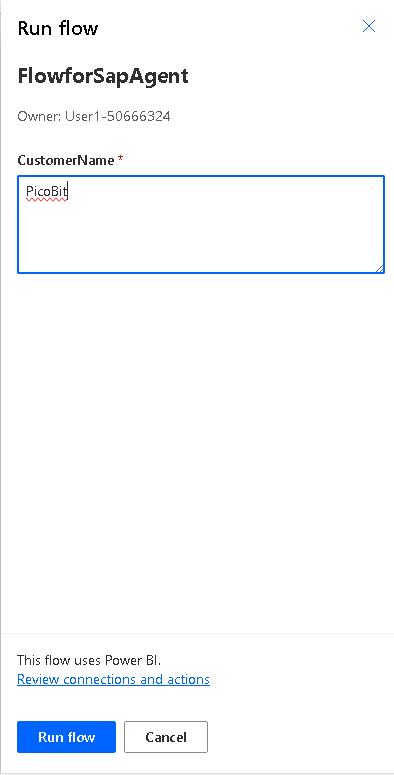 Run flow
FlowforSapAgent
Owner: User1-50666324
CustomerName *
PicoBit
This flow uses Power BI.
Review connections and actions
Run flow
Cancel